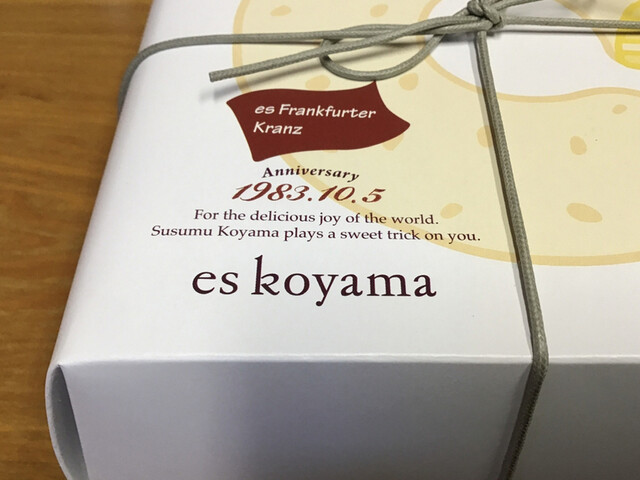 es Frankfurter
Kranz
Anniversary
1983.10.5
For the delicious joy of the world.
Susumu Koyama plays a sweet trick on you.
es koyama